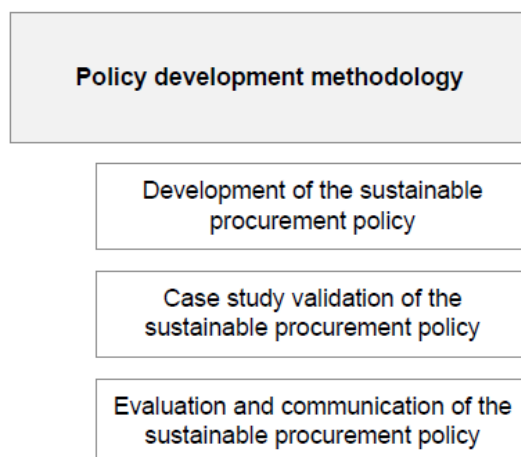 Policy development methodology
Development of the sustainable
procurement policy
Case study validation of the
sustainable procurement policy
Evaluation and communication of the
sustainable procurement policy